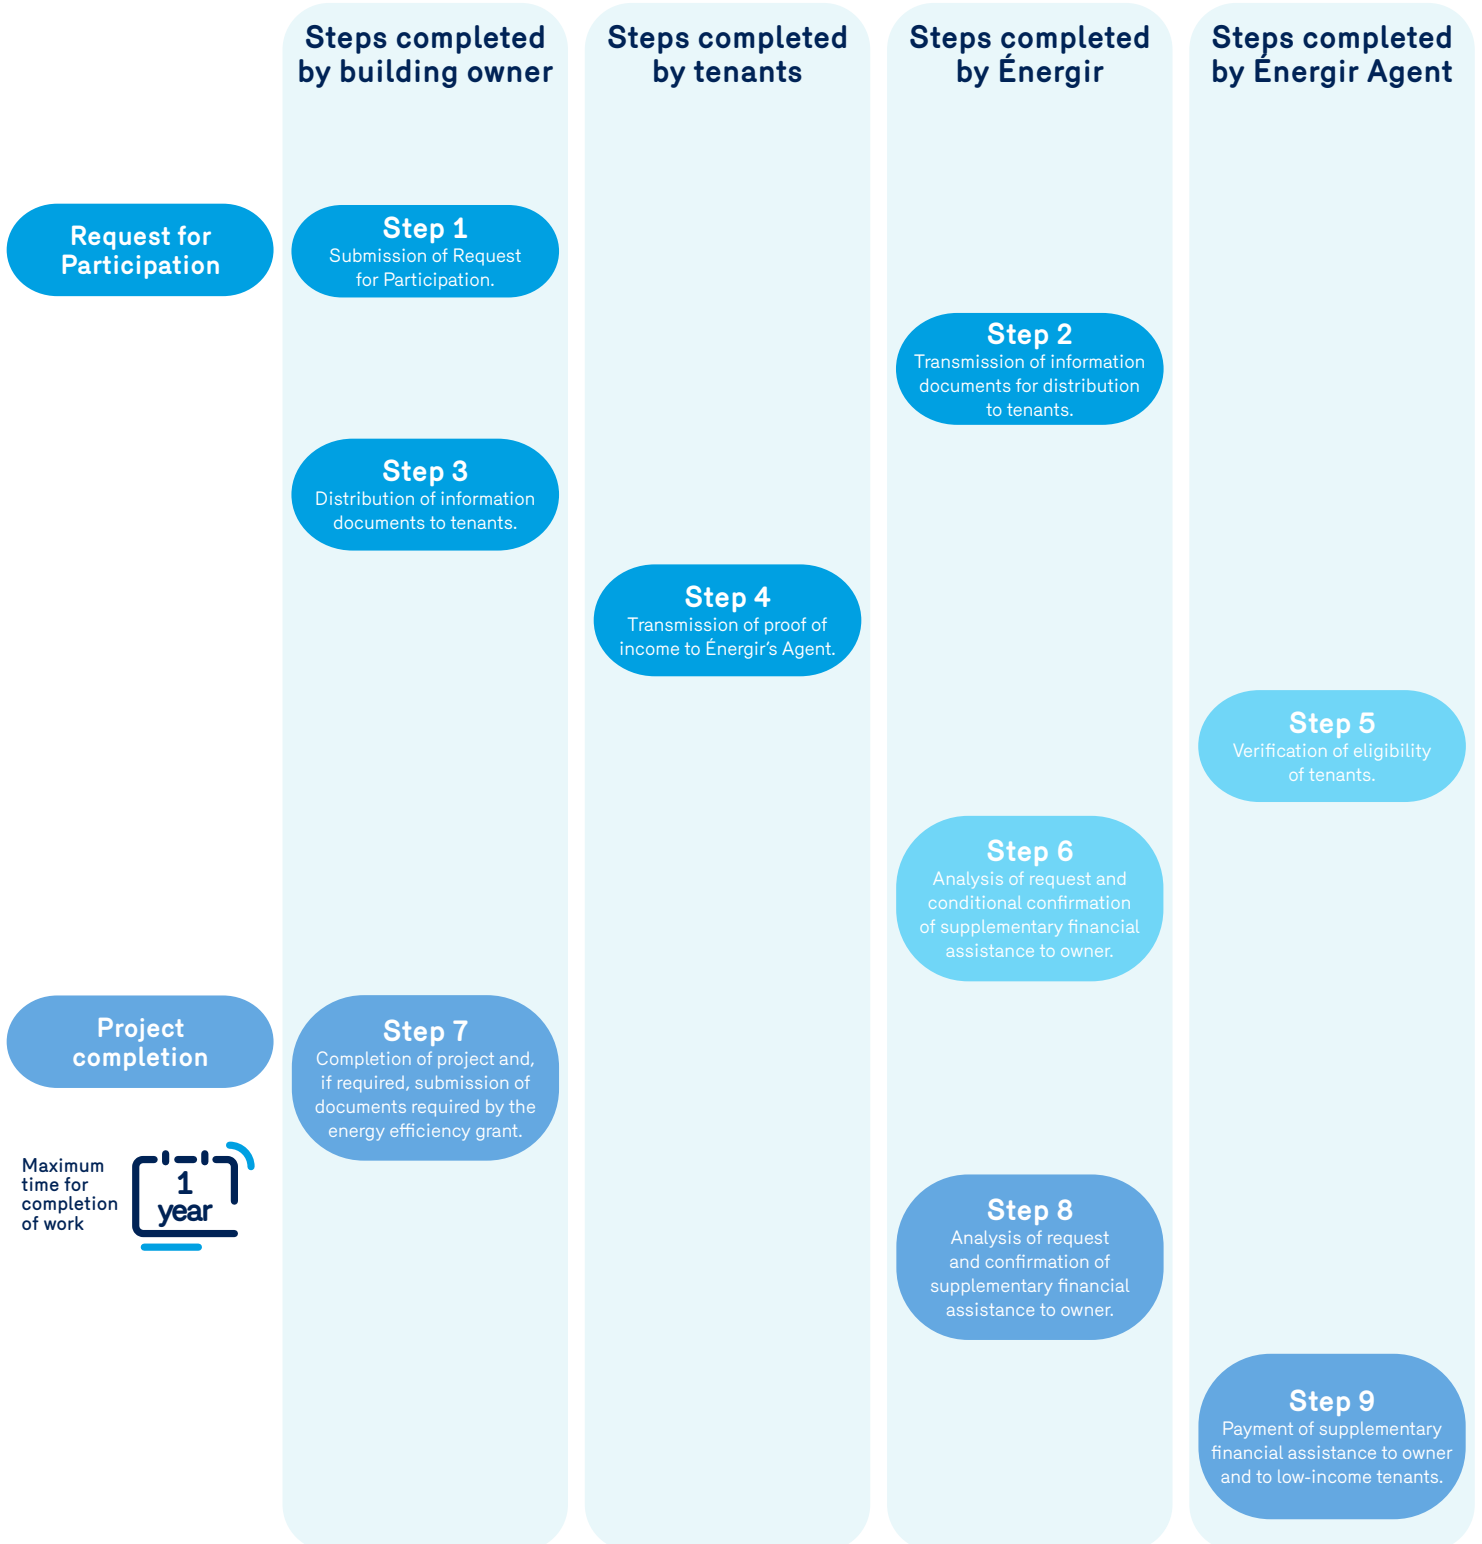 Steps completed
by building owner
Steps completed
by tenants
Steps completed
by Énergir
Steps completed
by Énergir Agent
Request for
Participation
Step 1
Submission of Request
for Participation.
Step 2
Transmission of information
documents for distribution
to tenants.
Step 3
Distribution of information
documents to tenants.
Step 4
Transmission of proof of
income to Énergir’s Agent.
Step 5
Verification of eligibility
of tenants.
Step 6
Analysis of request and
conditional confirmation
of supplementary financial
assistance to owner.
Project
completion
Step 7
Completion of project and,
if required, submission of
documents required by the
energy efficiency grant.
Maximum
time for
completion
of work
1
year
Step 8
Analysis of request
and confirmation of
supplementary financial
assistance to owner.
Step 9
Payment of supplementary
financial assistance to owner
and to low-income tenants.